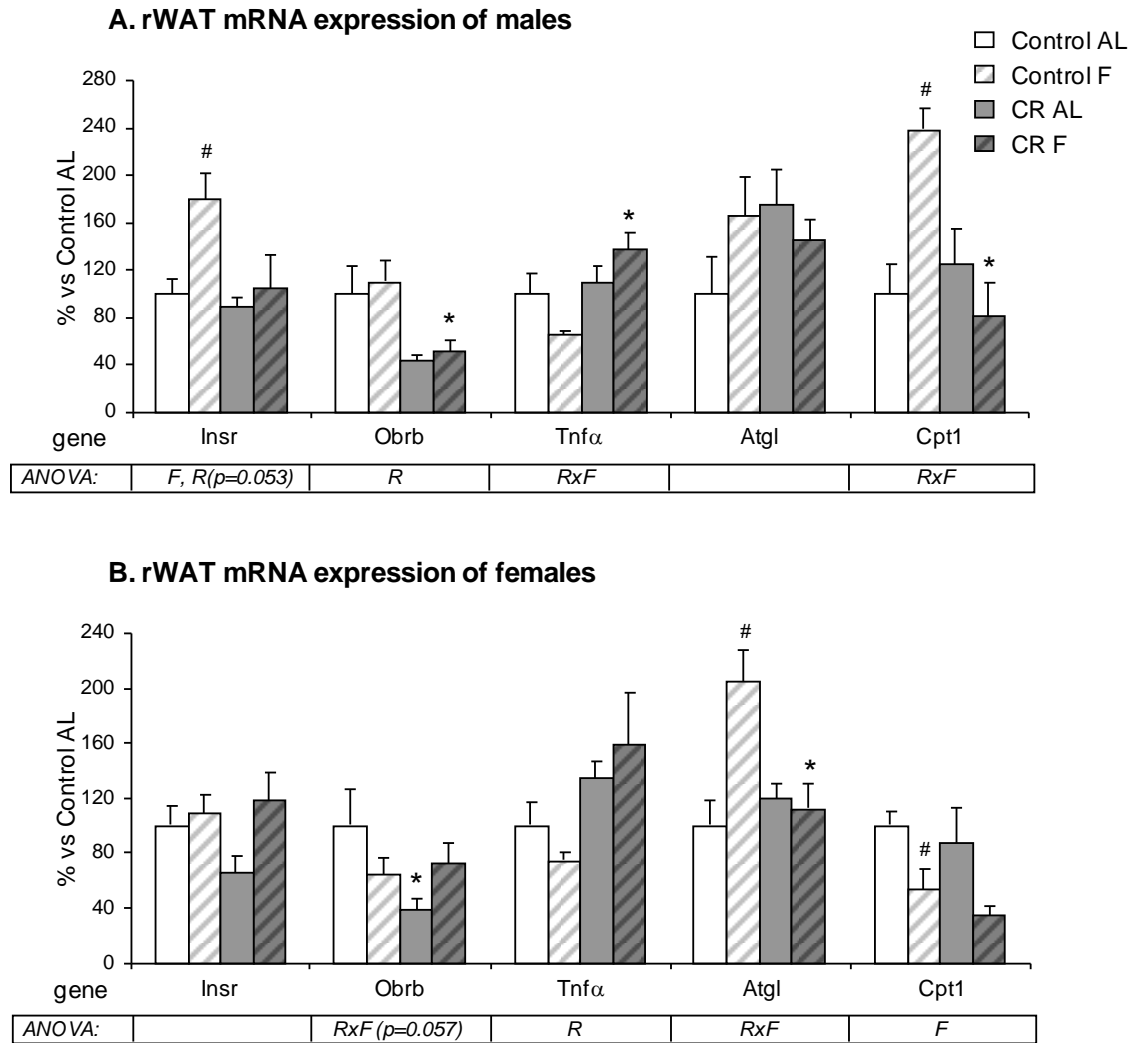 A. rWAT mRNA expression of males
Control AL
Control F
CR AL
CR F
% vs Control AL
280
240
200
160
120
80
40
0
# * * # *
gene Insr Obrb Tnfα Atgl Cpt1
ANOVA: F, R(p=0.053) R RxF RxF
B. rWAT mRNA expression of females
% vs Control AL
240
200
160
120
80
40
0
* # * #
gene Insr Obrb Tnfα Atgl Cpt1
ANOVA: RxF (p=0.057) R RxF F